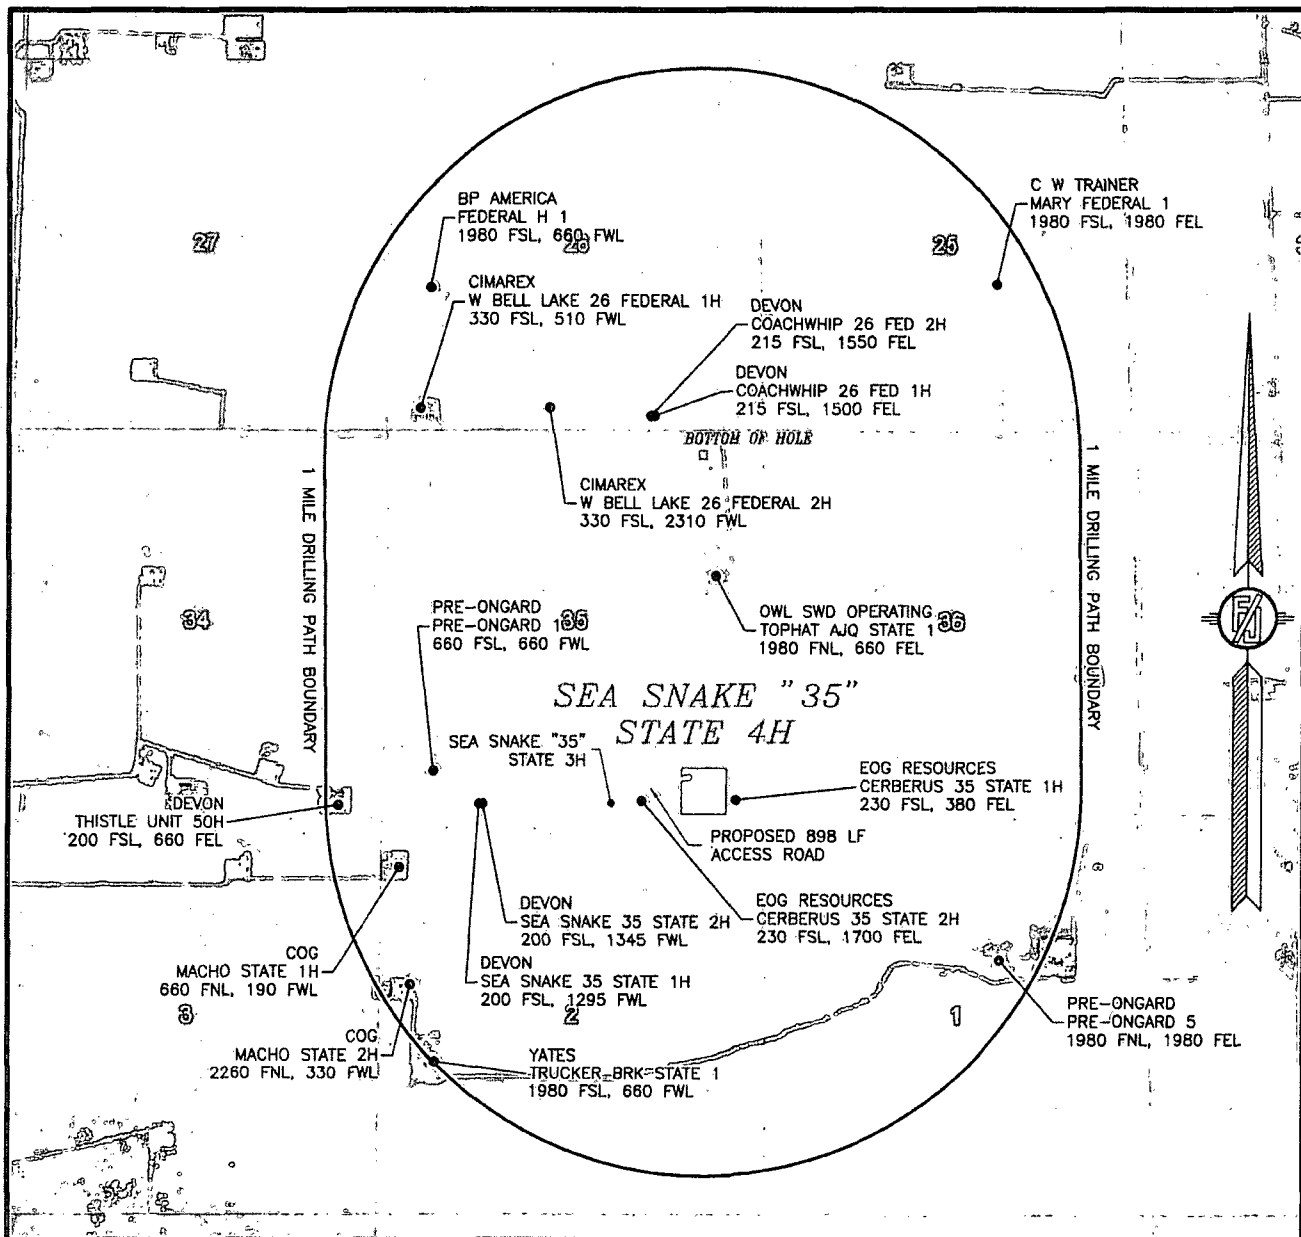 BP AMERICA
FEDERAL H 1
1980 FSL, 660 FWL
C W TRAINER
MARY FEDERAL 1
1980 FSL, 1980 FEL
27
26
25
CIMAREX
W BELL LAKE 26 FEDERAL 1H
330 FSL, 510 FWL
DEVON
COACHWHIP 26 FED 2H
215 FSL, 1550 FEL
DEVON
COACHWHIP 26 FED 1H
215 FSL, 1500 FEL
BOTTOM OF HOLE
CIMAREX
W BELL LAKE 26 FEDERAL 2H
330 FSL, 2310 FWL
1 MILE DRILLING PATH BOUNDARY
1 MILE DRILLING PATH BOUNDARY
34
35
36
PRE-ONGARD
PRE-ONGARD 1
660 FSL, 660 FWL
OWL SWD OPERATING
TOPHAT AJQ STATE 1
1980 FNL, 660 FEL
SEA SNAKE "35"
STATE 4H
SEA SNAKE "35"
STATE 3H
EOG RESOURCES
CERBERUS 35 STATE 1H
230 FSL, 380 FEL
DEVON
THISTLE UNIT 50H
200 FSL, 660 FEL
PROPOSED 898 LF
ACCESS ROAD
EOG RESOURCES
CERBERUS 35 STATE 2H
230 FSL, 1700 FEL
DEVON
SEA SNAKE 35 STATE 2H
200 FSL, 1345 FWL
DEVON
SEA SNAKE 35 STATE 1H
200 FSL, 1295 FWL
COG
MACHO STATE 1H
660 FNL, 190 FWL
3
2
1
PRE-ONGARD
PRE-ONGARD 5
1980 FNL, 1980 FEL
COG
MACHO STATE 2H
2260 FNL, 330 FWL
YATES
TRUCKER BRK STATE 1
1980 FSL, 660 FWL